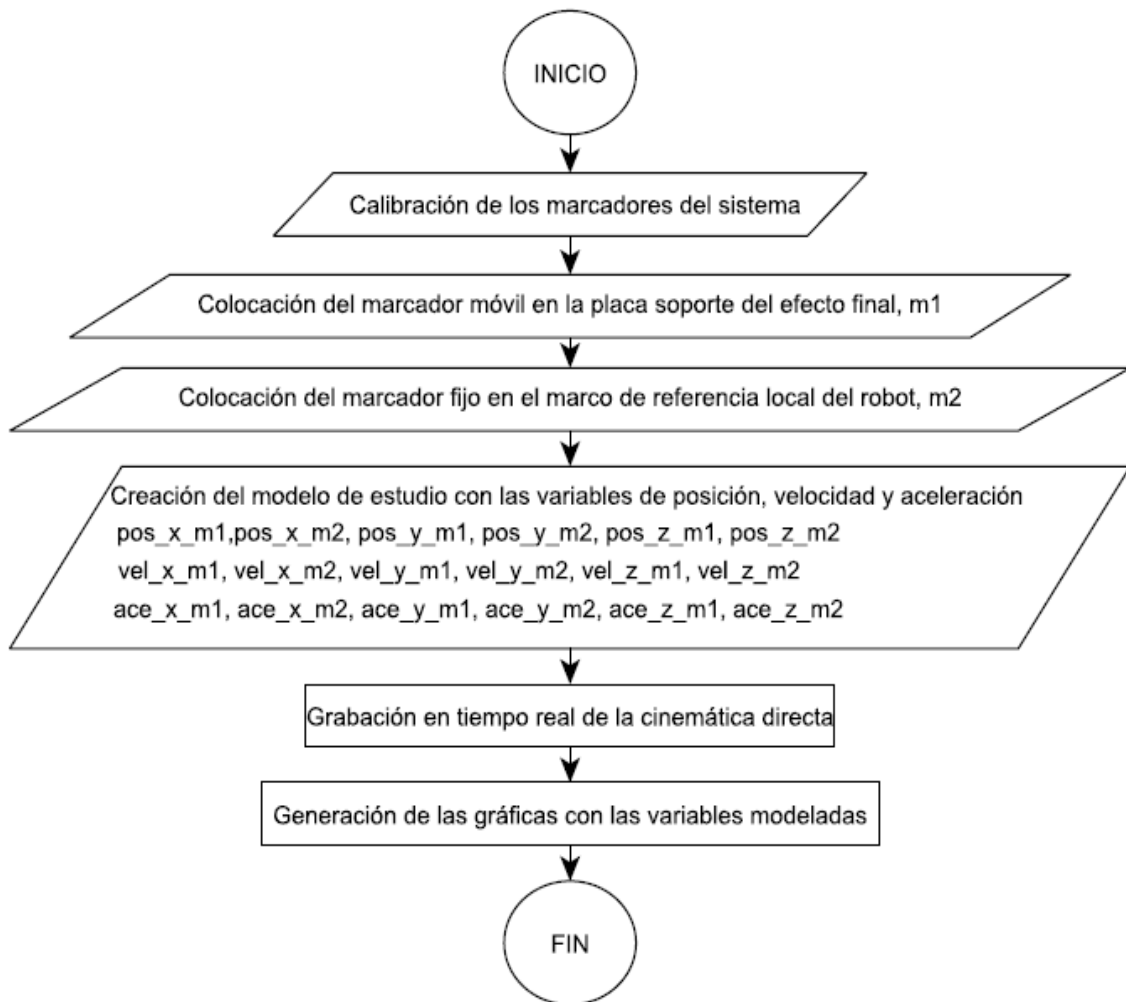 INICIO
Calibración de los marcadores del sistema
Colocación del marcador móvil en la placa soporte del efecto final, m1
Colocación del marcador fijo en el marco de referencia local del robot, m2
Creación del modelo de estudio con las variables de posición, velocidad y aceleración
pos_x_m1,pos_x_m2, pos_y_m1, pos_y_m2, pos_z_m1, pos_z_m2
vel_x_m1, vel_x_m2, vel_y_m1, vel_y_m2, vel_z_m1, vel_z_m2
ace_x_m1, ace_x_m2, ace_y_m1, ace_y_m2, ace_z_m1, ace_z_m2
Grabación en tiempo real de la cinemática directa
Generación de las gráficas con las variables modeladas
FIN